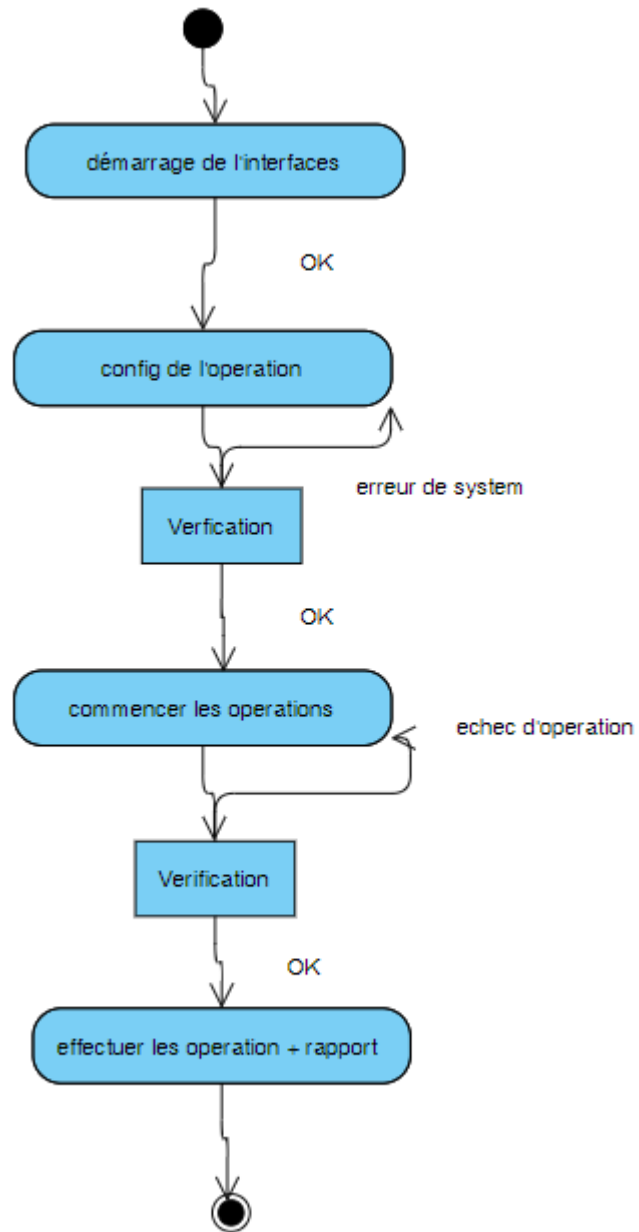 démarrage de l'interfaces
OK
config de l'operation
erreur de system
Verfication
OK
commencer les operations
echec d'operation
Verification
OK
effectuer les operation + rapport